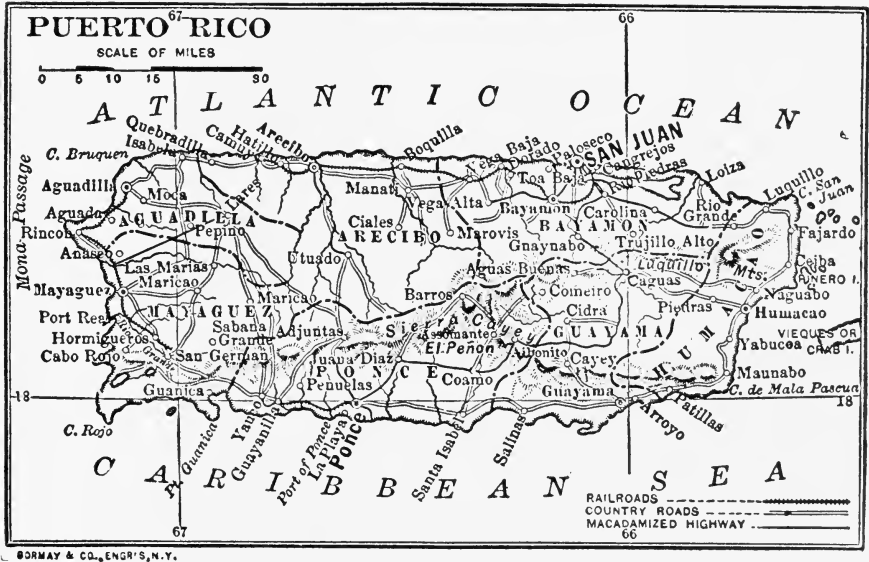 PUERTO RICO
SCALE OF MILES
0 5 10 15 30
67
66
ATLANTIC OCEAN
Mona Passage
C. Bruquen
Isabela
Quebradilla
Camuy
Hatillo
Arecibo
Boquilla
Vega Baja
Dorado
Paloseco
SAN JUAN
Cangrejos
Rio Piedras
Loiza
Luquillo
C. San Juan
Aguadilla
Moca
Lares
Manati
Vega Alta
Toa Baja
Bayamon
Carolina
Rio Grande
Aguada
AGUADILLA
Pepino
Ciales
ARECIBO
Marovis
BAYAMON
Trujillo Alto
Fajardo
Rincon
Gnaynabo
Anasco
Las Marias
Utuado
Aguas Buenas
Luquillo Mts.
Ceiba
Mayaguez
Maricao
Barros
Comeiro
Caguas
Naguabo
MAYAGUEZ
Maricao
Cidra
Piedras
Humacao
Port Real
Sabana Grande
Adjuntas
Sierra Cayey
Assomante
El Peñon
GUAYAMA
HUMACAO
VIEQUES OR CRAB I.
Hormigueros
Cabo Rojo
San German
Juana Diaz
PONCE
Aibonito
Cayey
Yabucoa
Guanica
Penuelas
Coamo
Guayama
Maunabo
C. de Mala Pascua
18
18
C. Rojo
Pt. Guanica
Yauco
Guayanilla
Port of Ponce
La Playa
Ponce
Santa Isabel
Salinas
Arroyo
Patillas
CARIBBEAN SEA
RAILROADS
COUNTRY ROADS
MACADAMIZED HIGHWAY
67
66
BORMAY & CO., ENGR'S, N.Y.